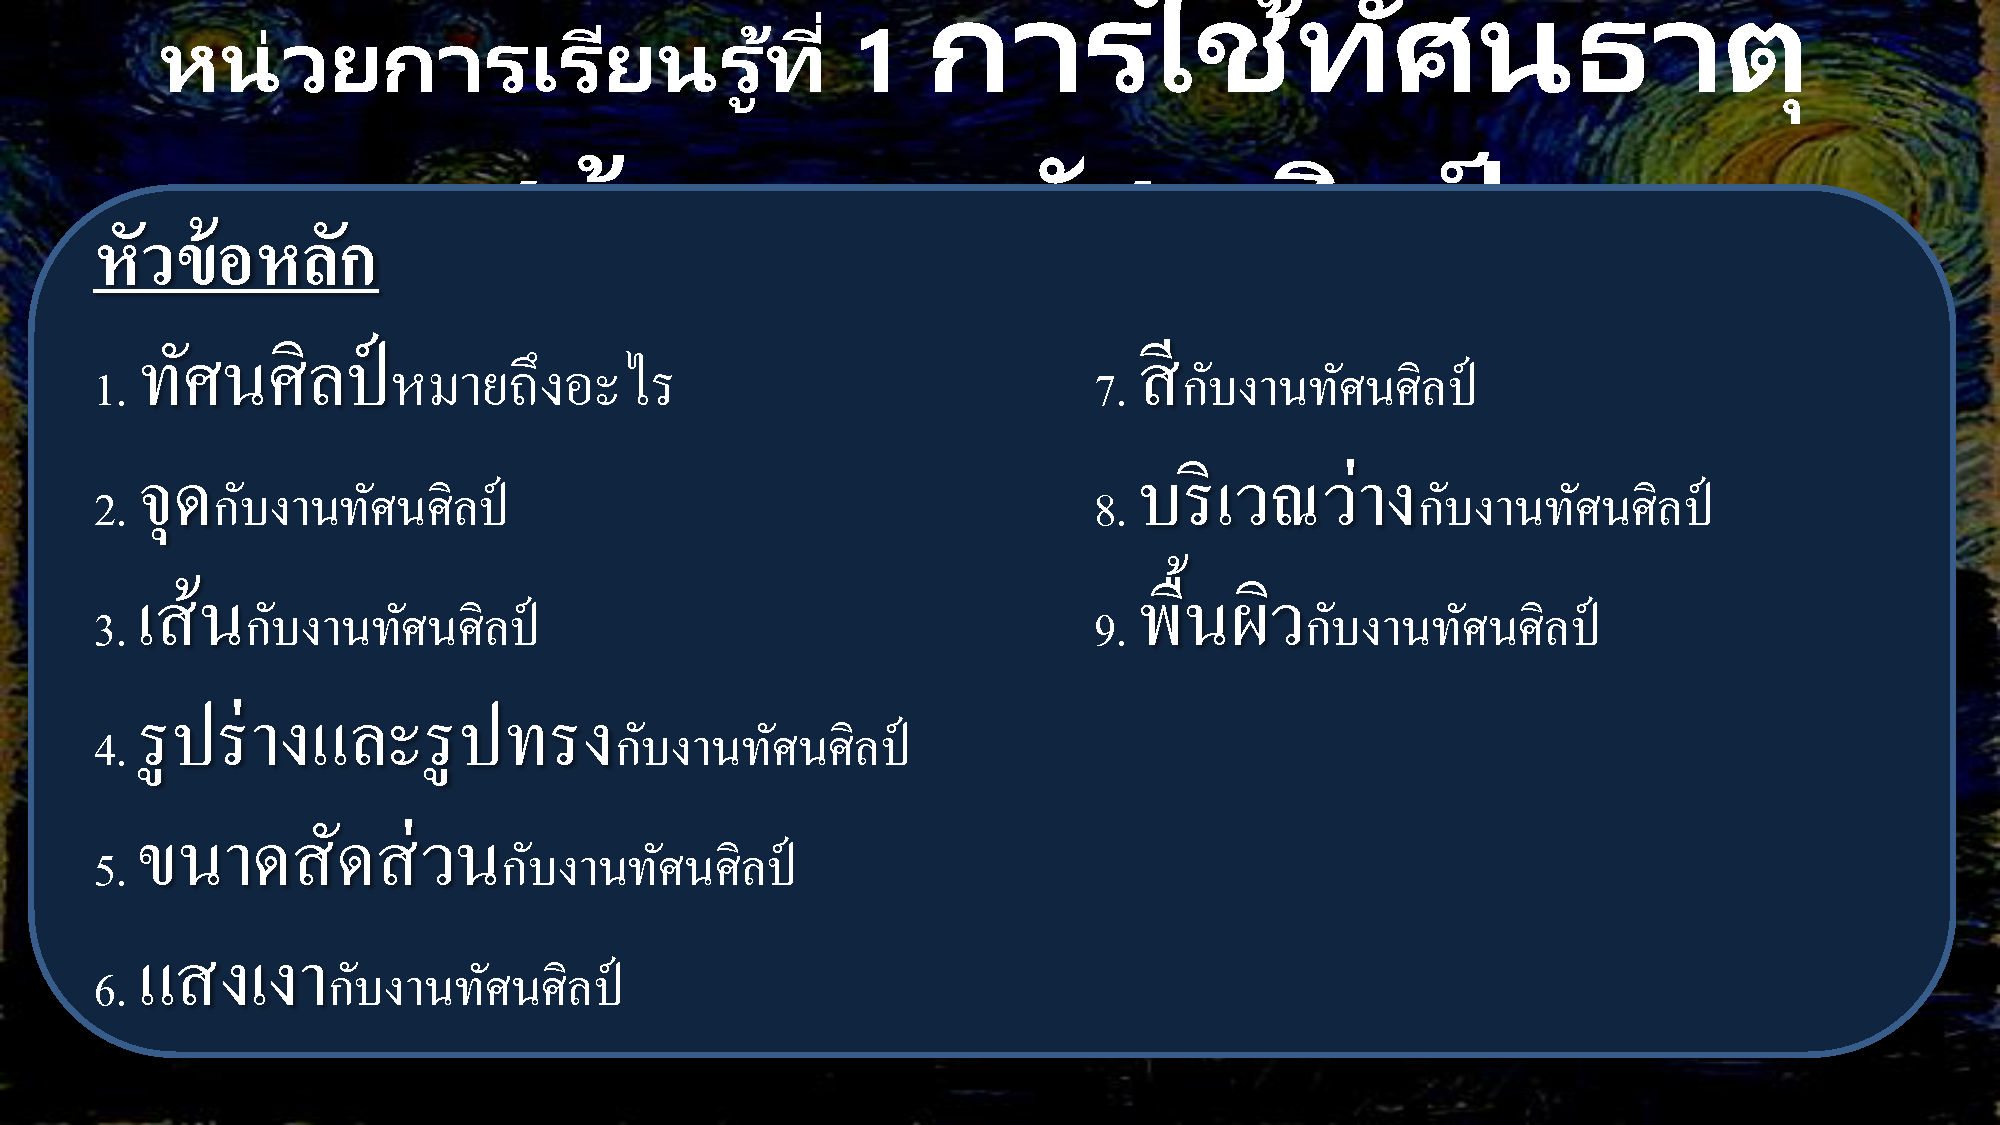 หน่วยการเรียนรู้ที่ 1 การใช้ทัศนธาตุ
หัวข้อหลัก
1. ทัศนศิลป์หมายถึงอะไร
2. จุดกับงานทัศนศิลป์
3. เส้นกับงานทัศนศิลป์
4. รูปร่างและรูปทรงกับงานทัศนศิลป์
5. ขนาดสัดส่วนกับงานทัศนศิลป์
6. แสงเงากับงานทัศนศิลป์
7. สีกับงานทัศนศิลป์
8. บริเวณว่างกับงานทัศนศิลป์
9. พื้นผิวกับงานทัศนศิลป์